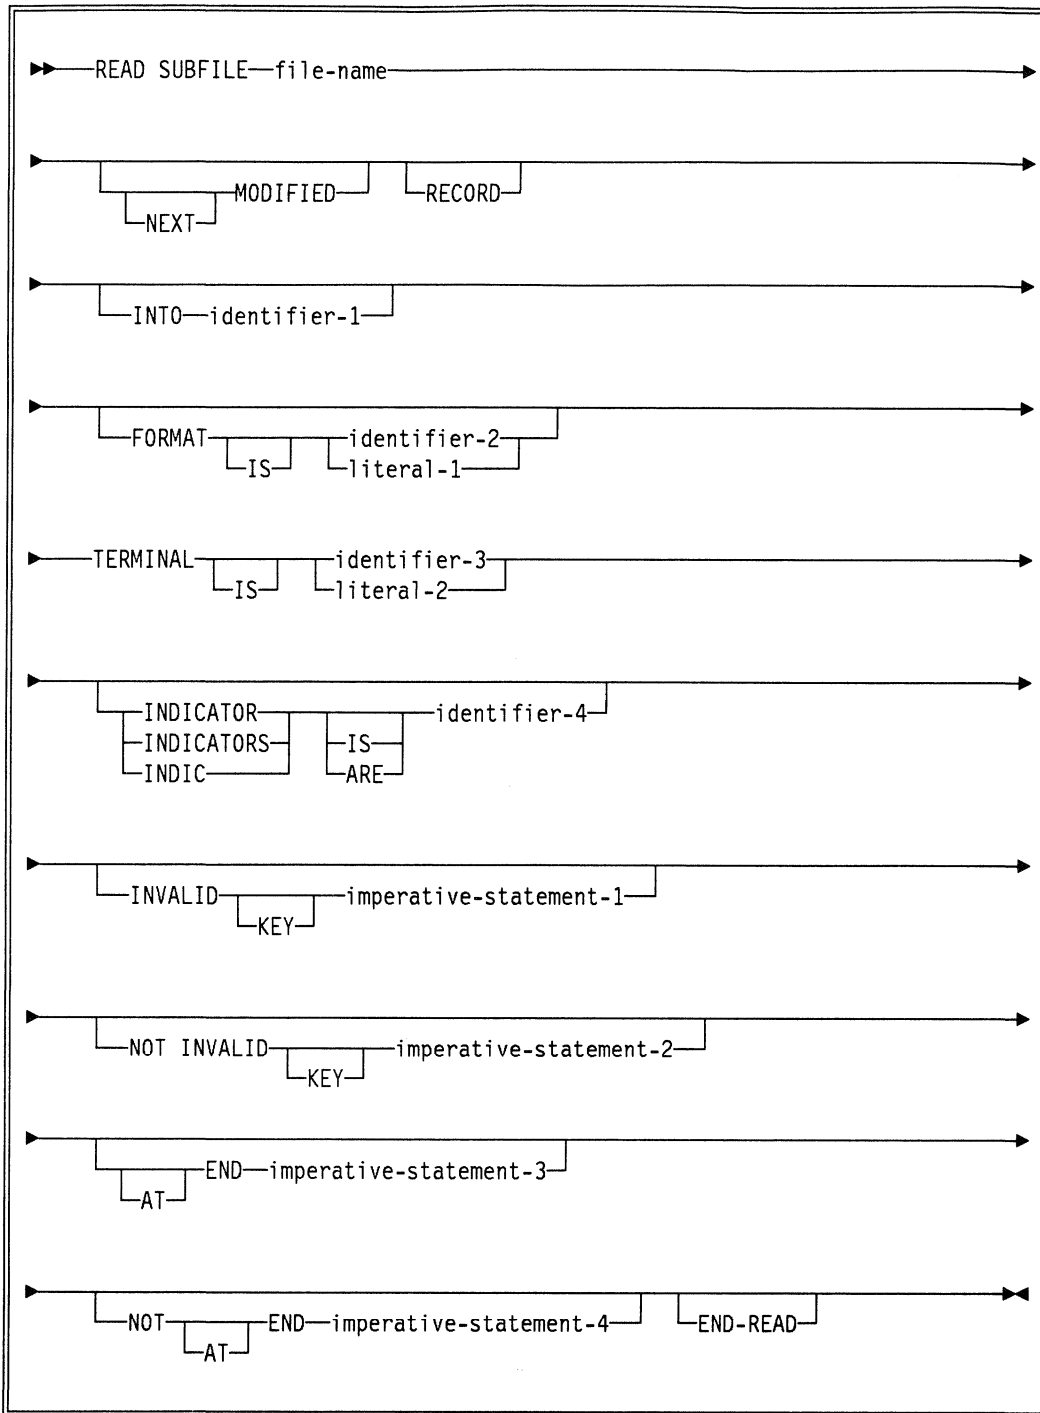 READ SUBFILE file-name
MODIFIED RECORD
NEXT
INTO identifier-1
FORMAT identifier-2
IS literal-1
TERMINAL identifier-3
IS literal-2
INDICATOR identifier-4
INDICATORS IS
INDIC ARE
INVALID imperative-statement-1
KEY
NOT INVALID imperative-statement-2
KEY
END imperative-statement-3
AT
NOT END imperative-statement-4 END-READ
AT